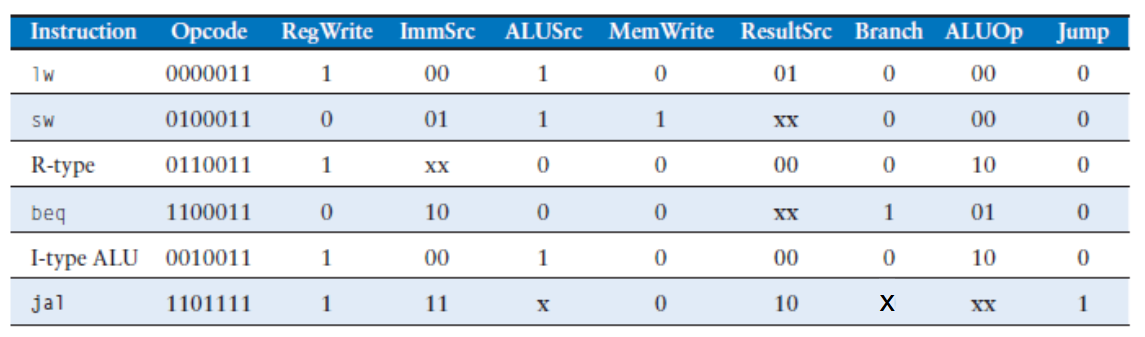 Instruction Opcode RegWrite ImmSrc ALUSrc MemWrite ResultSrc Branch ALUOp Jump
lw 0000011 1 00 1 0 01 0 00 0
sw 0100011 0 01 1 1 xx 0 00 0
R-type 0110011 1 xx 0 0 00 0 10 0
beq 1100011 0 10 0 0 xx 1 01 0
I-type ALU 0010011 1 00 1 0 00 0 10 0
jal 1101111 1 11 x 0 10 X xx 1